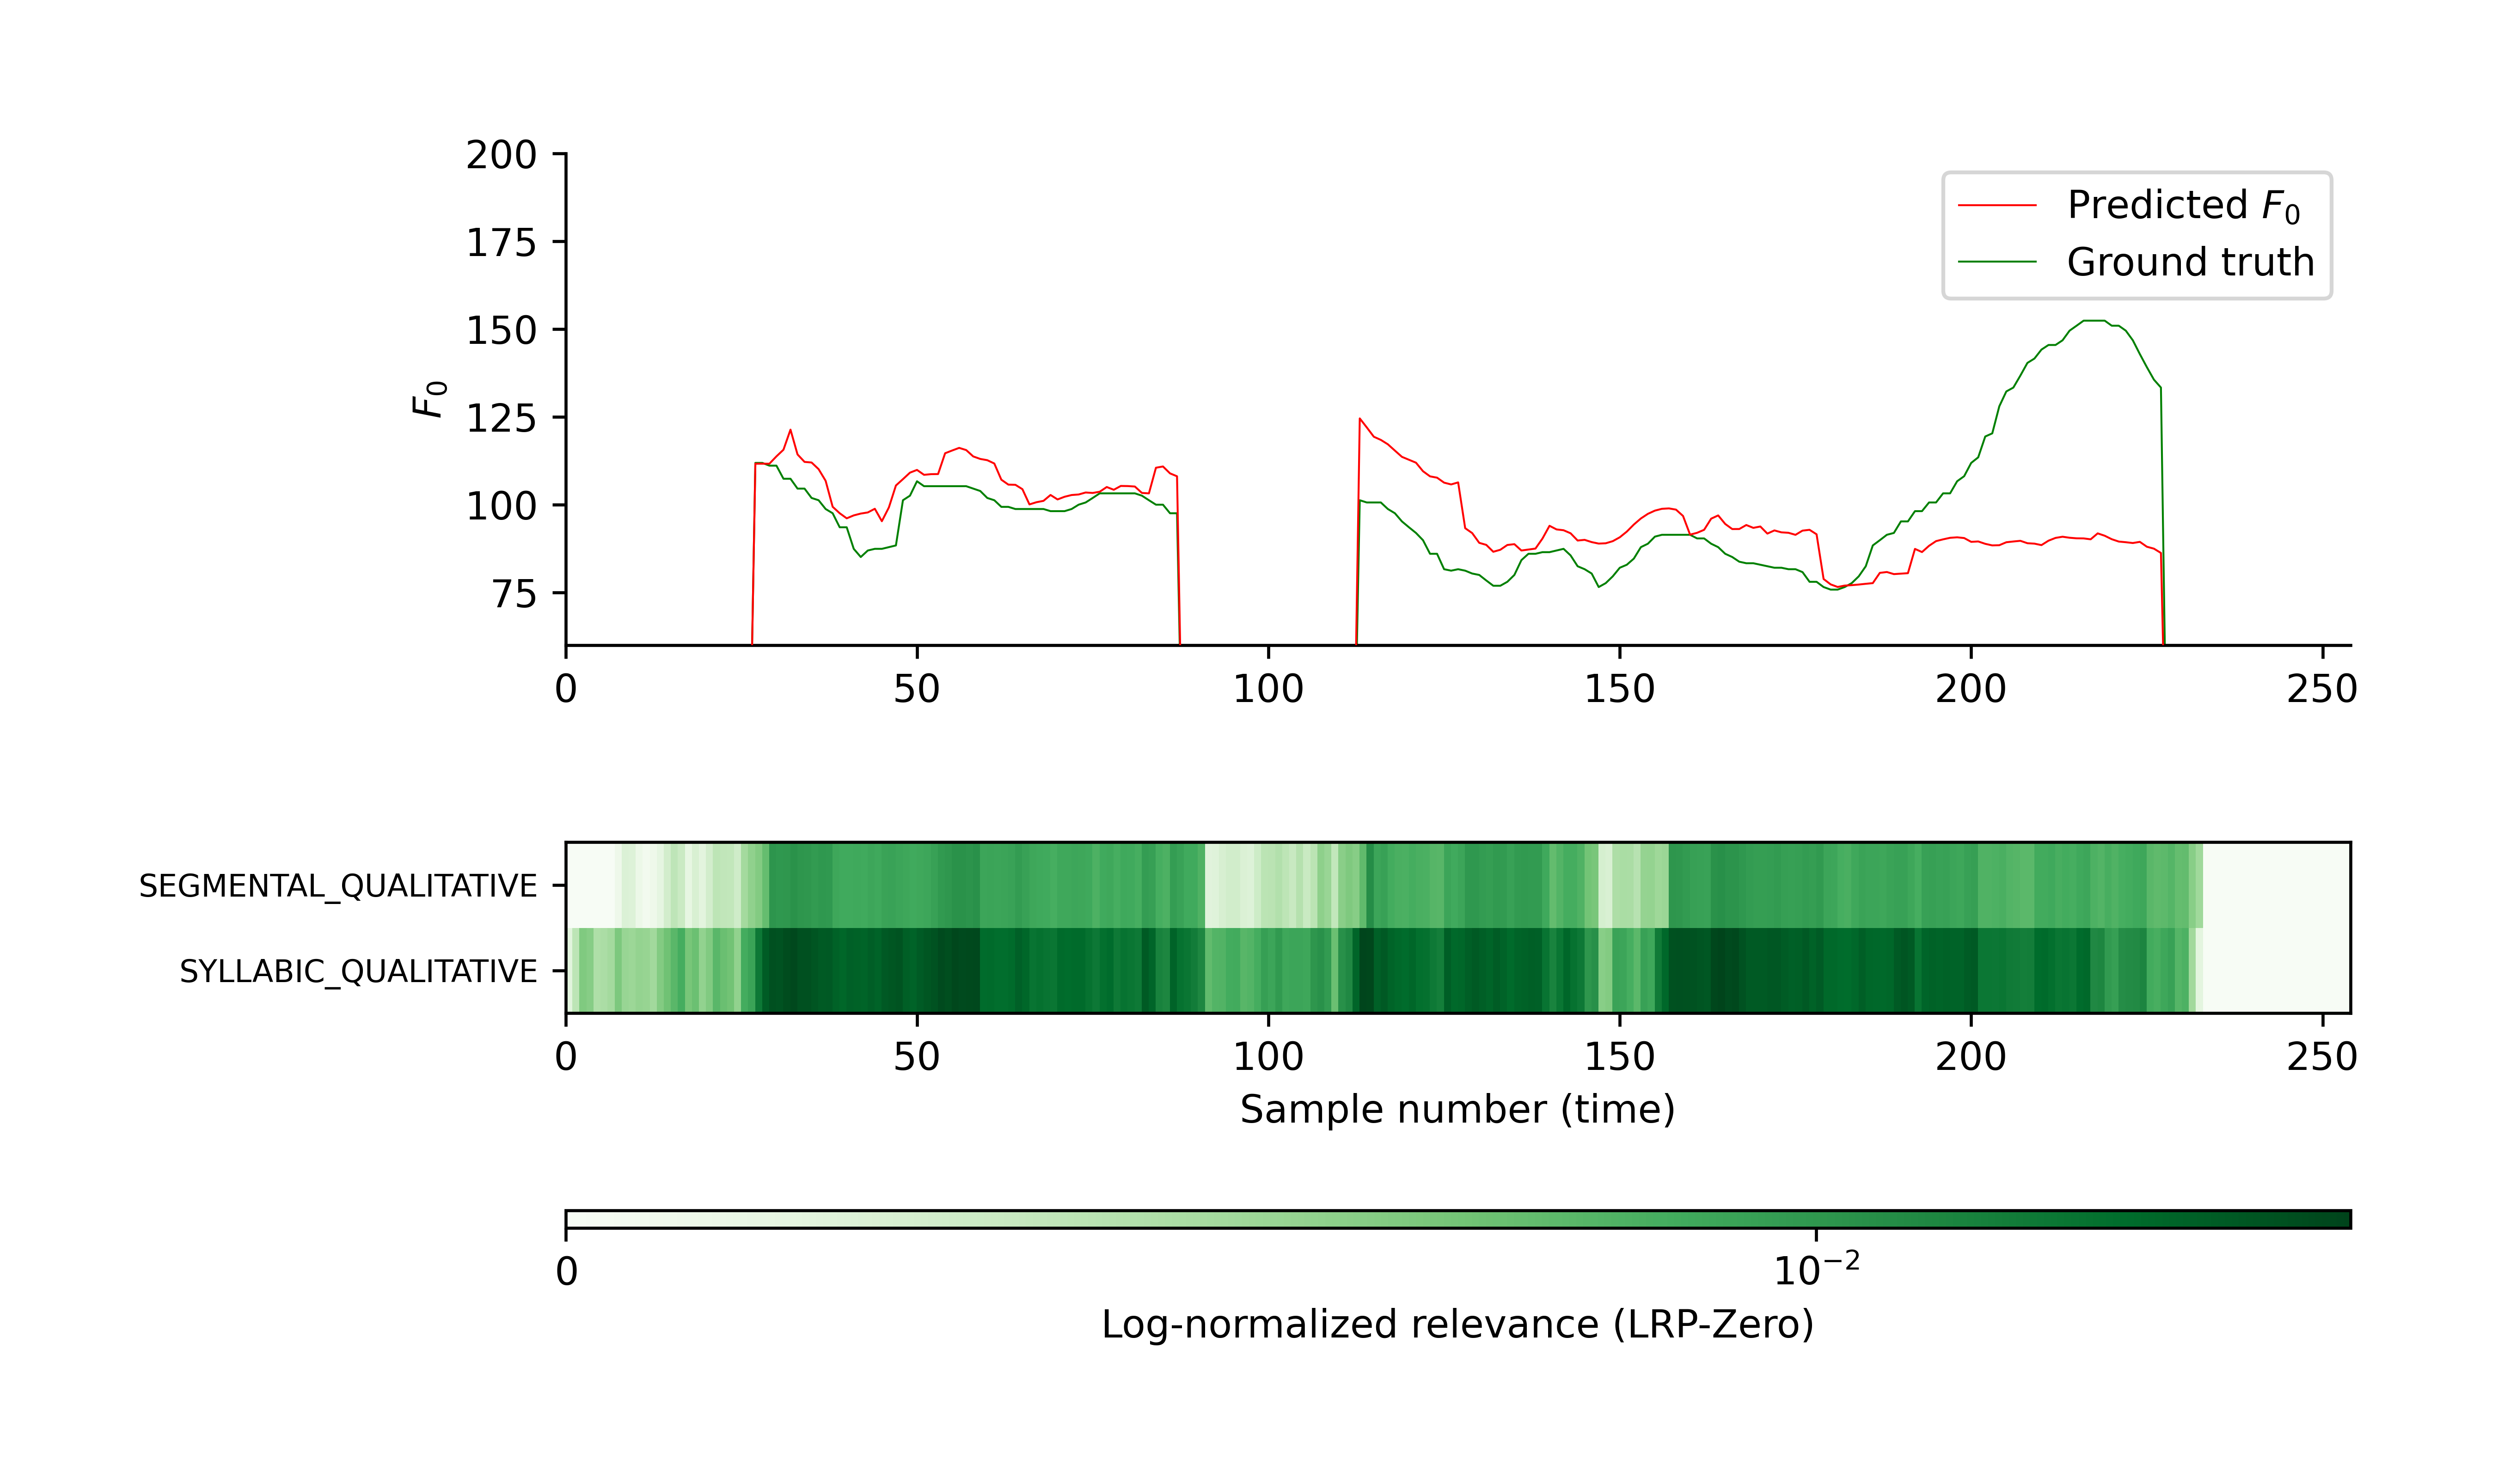 200
175
150
125
100
75
F₀
Predicted F₀
Ground truth
0 50 100 150 200 250
SEGMENTAL_QUALITATIVE
SYLLABIC_QUALITATIVE
0 50 100 150 200 250
Sample number (time)
0 10⁻²
Log-normalized relevance (LRP-Zero)